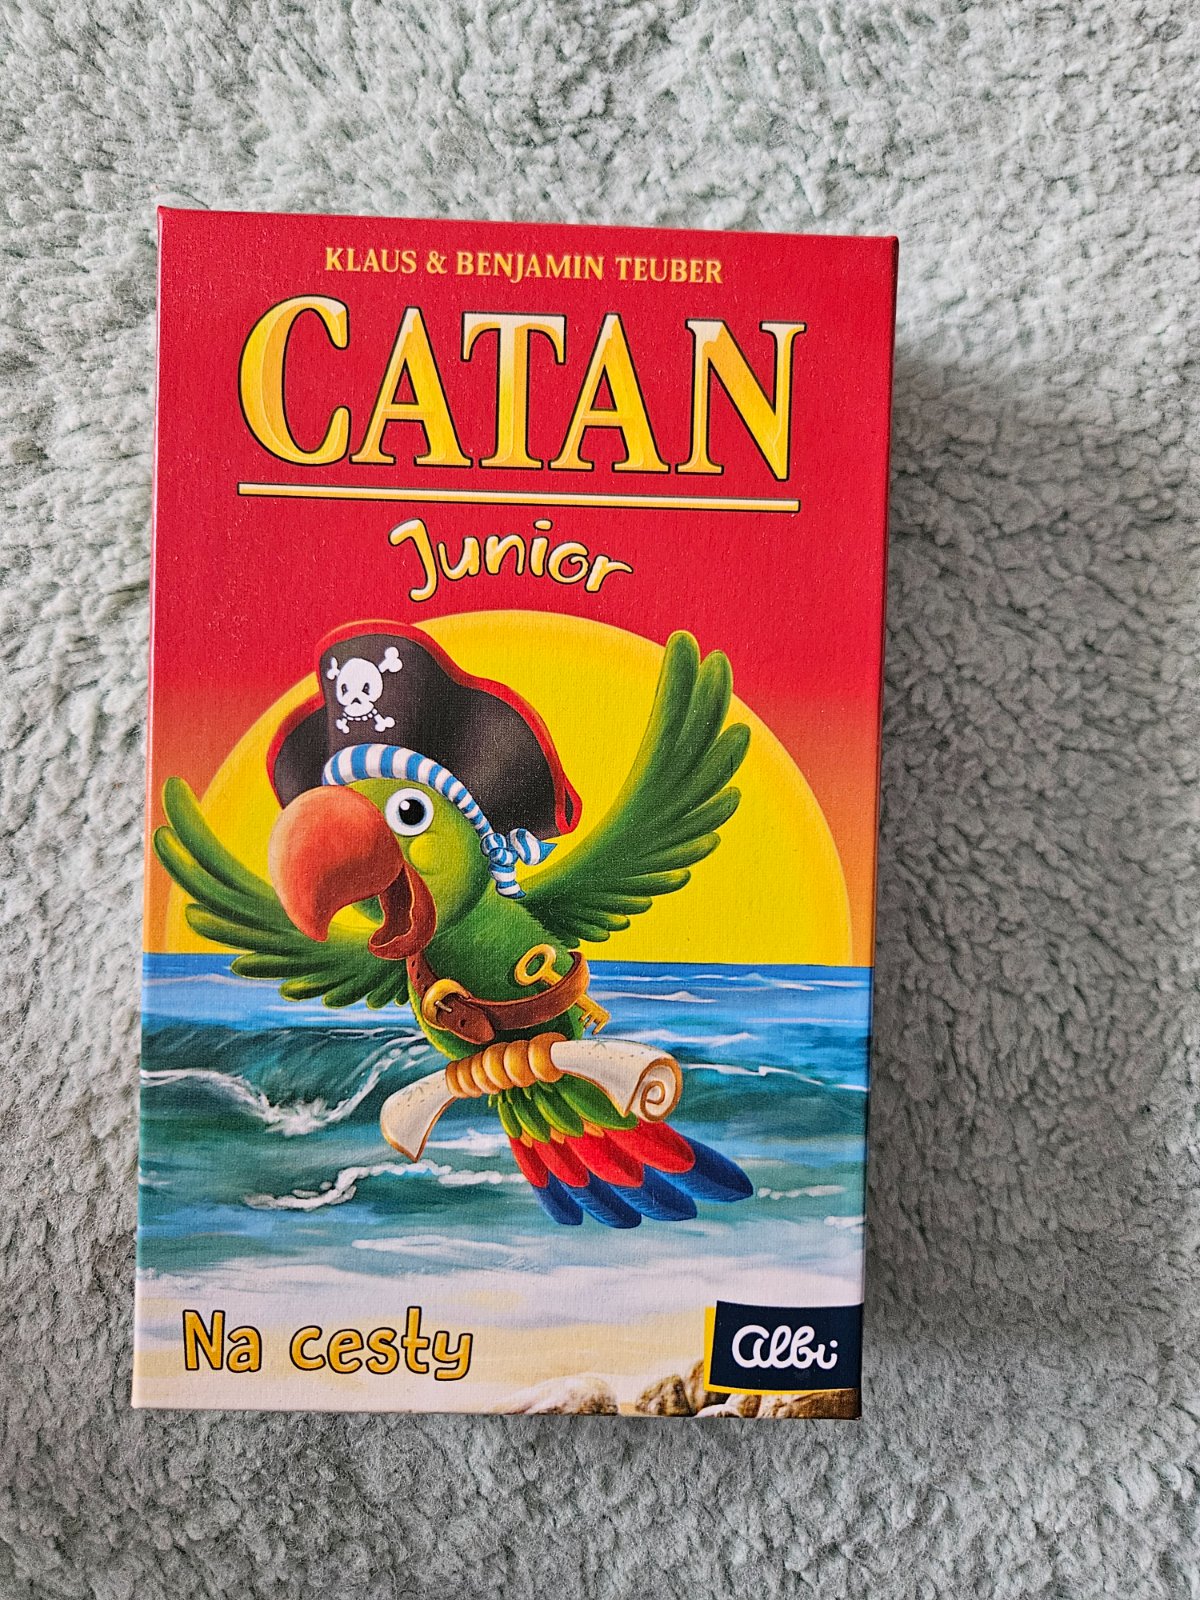 KLAUS & BENJAMIN TEUBER
CATAN
Junior
Na cesty
albi